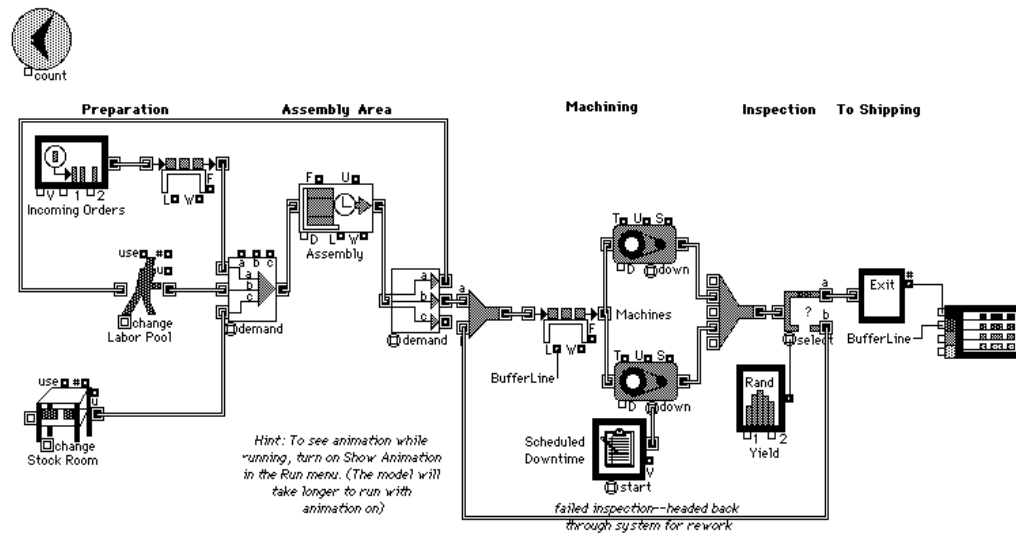 count
Preparation
Assembly Area
Machining
Inspection
To Shipping
V 1 2
Incoming Orders
F
L W
F U
D L W
Assembly
use #
u
change
Labor Pool
a b c
a
b
c
demand
a
b
c
demand
a
b
F
L W
BufferLine
T U S
D down
Machines
T U S
D down
Scheduled
Downtime
V
start
?
a
b
select
Rand
1 2
Yield
Exit
#
BufferLine
use #
u
change
Stock Room
Hint: To see animation while
running, turn on Show Animation
in the Run menu. (The model will
take longer to run with
animation on)
failed inspection--headed back
through system for rework